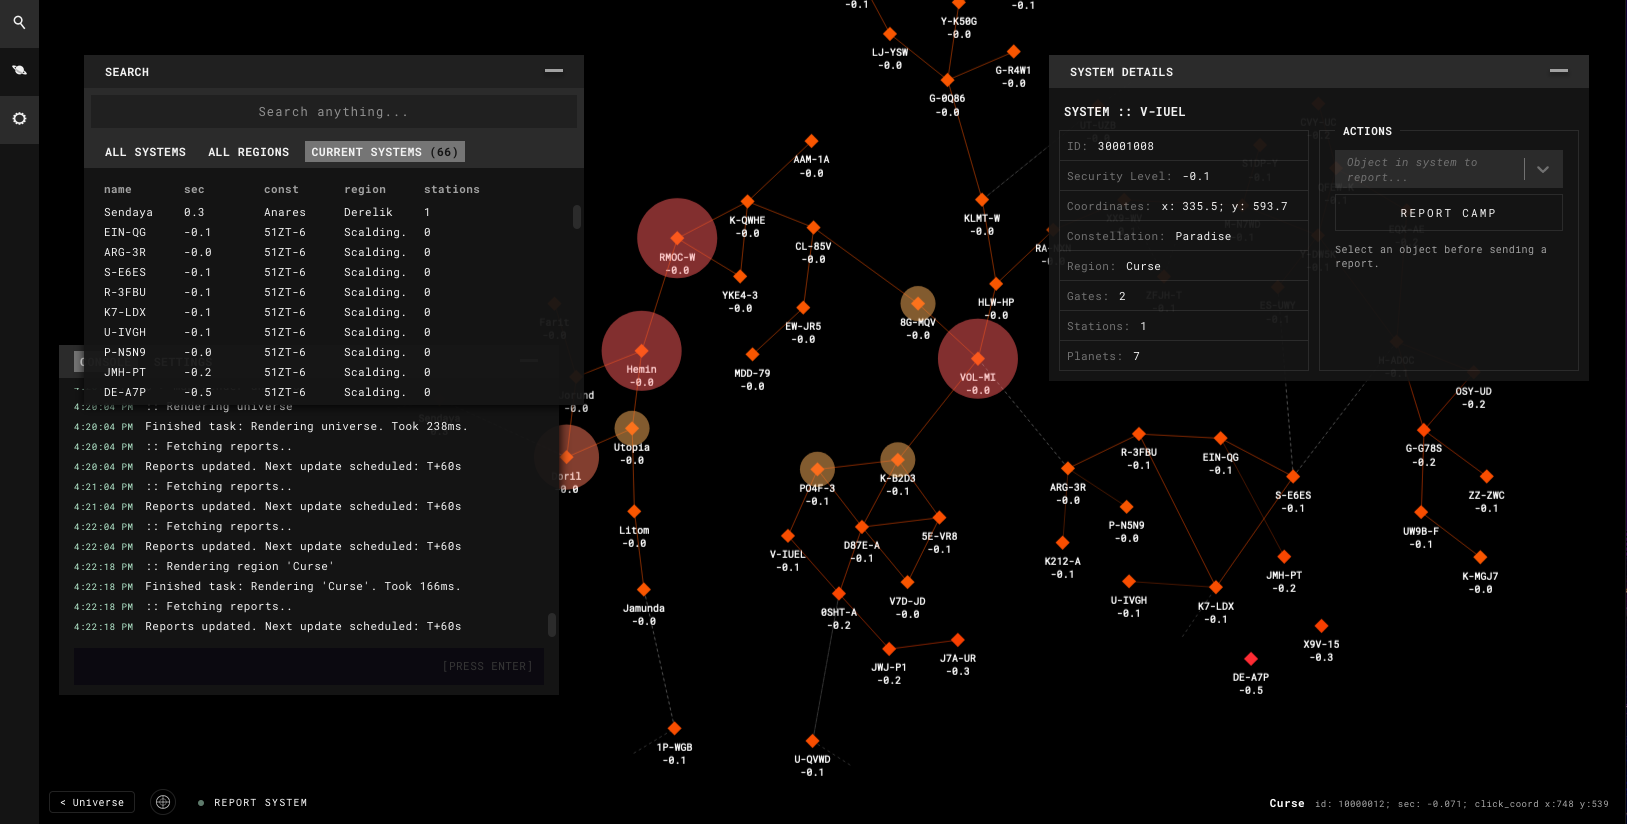 SEARCH
Search anything...
ALL SYSTEMS ALL REGIONS CURRENT SYSTEMS (66)
name sec const region stations
Sendaya 0.3 Anares Derelik 1
EIN-QG -0.1 51ZT-6 Scalding. 0
ARG-3R -0.0 51ZT-6 Scalding. 0
S-E6ES -0.1 51ZT-6 Scalding. 0
R-3FBU -0.1 51ZT-6 Scalding. 0
K7-LDX -0.1 51ZT-6 Scalding. 0
U-IVGH -0.1 51ZT-6 Scalding. 0
P-N5N9 -0.0 51ZT-6 Scalding. 0
JMH-PT -0.2 51ZT-6 Scalding. 0
DE-A7P -0.5 51ZT-6 Scalding. 0
4:20:04 PM :: Rendering universe
4:20:04 PM Finished task: Rendering universe. Took 238ms.
4:20:04 PM :: Fetching reports..
4:20:04 PM Reports updated. Next update scheduled: T+60s
4:21:04 PM :: Fetching reports..
4:21:04 PM Reports updated. Next update scheduled: T+60s
4:22:04 PM :: Fetching reports..
4:22:04 PM Reports updated. Next update scheduled: T+60s
4:22:18 PM :: Rendering region 'Curse'
4:22:18 PM Finished task: Rendering 'Curse'. Took 166ms.
4:22:18 PM :: Fetching reports..
4:22:18 PM Reports updated. Next update scheduled: T+60s
[PRESS ENTER]
-0.1
-0.1
Y-K50G
-0.0
LJ-YSW
-0.0
G-R4W1
-0.0
G-0Q86
-0.0
AAM-1A
-0.0
K-QWHE
-0.0
KLMT-W
-0.0
CL-85V
-0.0
RMOC-W
-0.0
YKE4-3
-0.0
HLW-HP
-0.0
8G-MQV
-0.0
EW-JR5
-0.0
Hemin
-0.0
MDD-79
-0.0
VOL-MI
-0.0
Utopia
-0.0
PO4F-3
-0.1
K-B2D3
-0.1
Litom
-0.0
V-IUEL
-0.1
D87E-A
-0.1
5E-VR8
-0.1
Jamunda
-0.0
0SHT-A
-0.2
V7D-JD
-0.0
JWJ-P1
-0.2
J7A-UR
-0.3
1P-WGB
-0.1
U-QVWD
-0.1
R-3FBU
-0.1
EIN-QG
-0.1
ARG-3R
-0.0
S-E6ES
-0.1
P-N5N9
-0.0
K212-A
-0.1
JMH-PT
-0.2
U-IVGH
-0.1
K7-LDX
-0.1
X9V-15
-0.3
DE-A7P
-0.5
OSY-UD
-0.2
G-G78S
-0.2
ZZ-ZWC
-0.1
UW9B-F
-0.1
K-MGJ7
-0.0
SYSTEM DETAILS
SYSTEM :: V-IUEL
ID: 30001008
Security Level: -0.1
Coordinates: x: 335.5; y: 593.7
Constellation: Paradise
Region: Curse
Gates: 2
Stations: 1
Planets: 7
ACTIONS
Object in system to
report...
REPORT CAMP
Select an object before sending a
report.
< Universe
REPORT SYSTEM
Curse id: 10000012; sec: -0.071; click_coord x:748 y:539